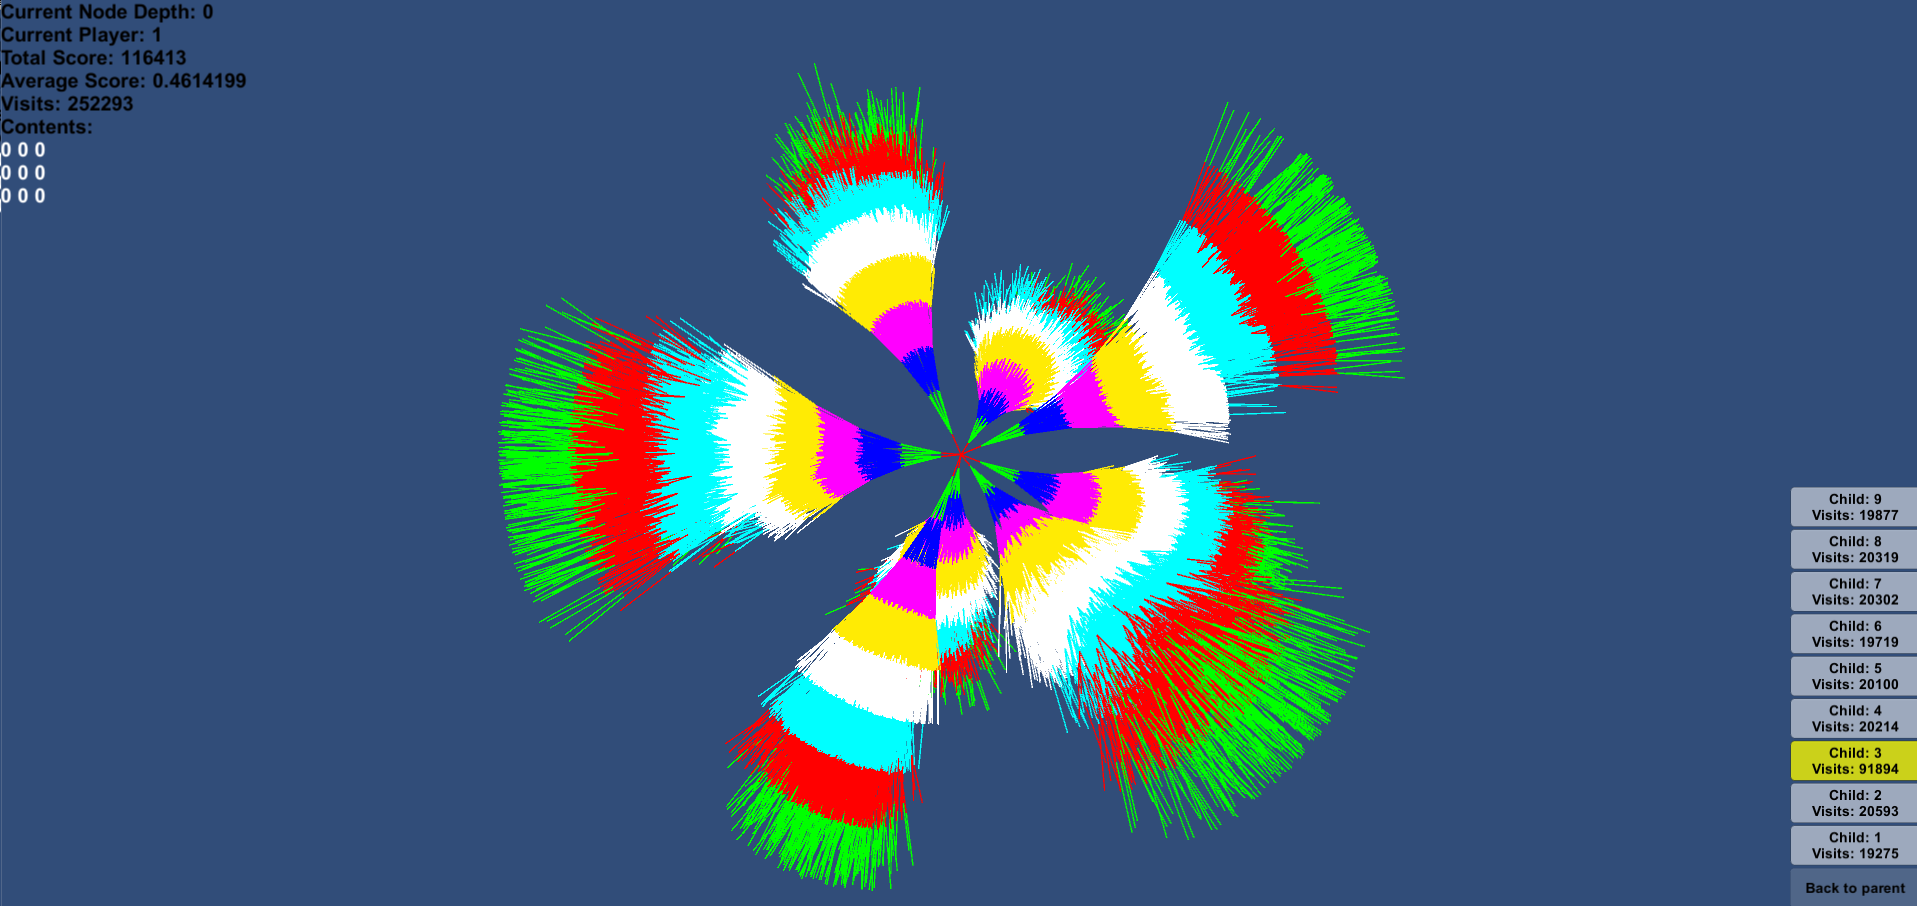 Current Node Depth: 0
Current Player: 1
Total Score: 116413
Average Score: 0.4614199
Visits: 252293
Contents:
0 0 0
0 0 0
0 0 0
Child: 9
Visits: 19877
Child: 8
Visits: 20319
Child: 7
Visits: 20302
Child: 6
Visits: 19719
Child: 5
Visits: 20100
Child: 4
Visits: 20214
Child: 3
Visits: 91894
Child: 2
Visits: 20593
Child: 1
Visits: 19275
Back to parent